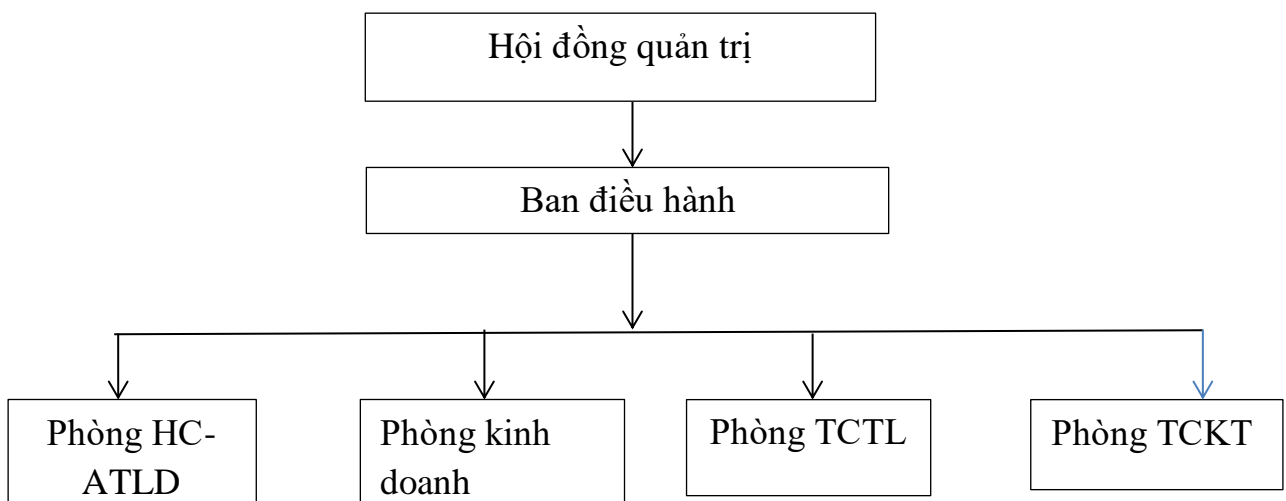 Hội đồng quản trị
Ban điều hành
Phòng HC-
ATLD
Phòng kinh
doanh
Phòng TCTL
Phòng TCKT